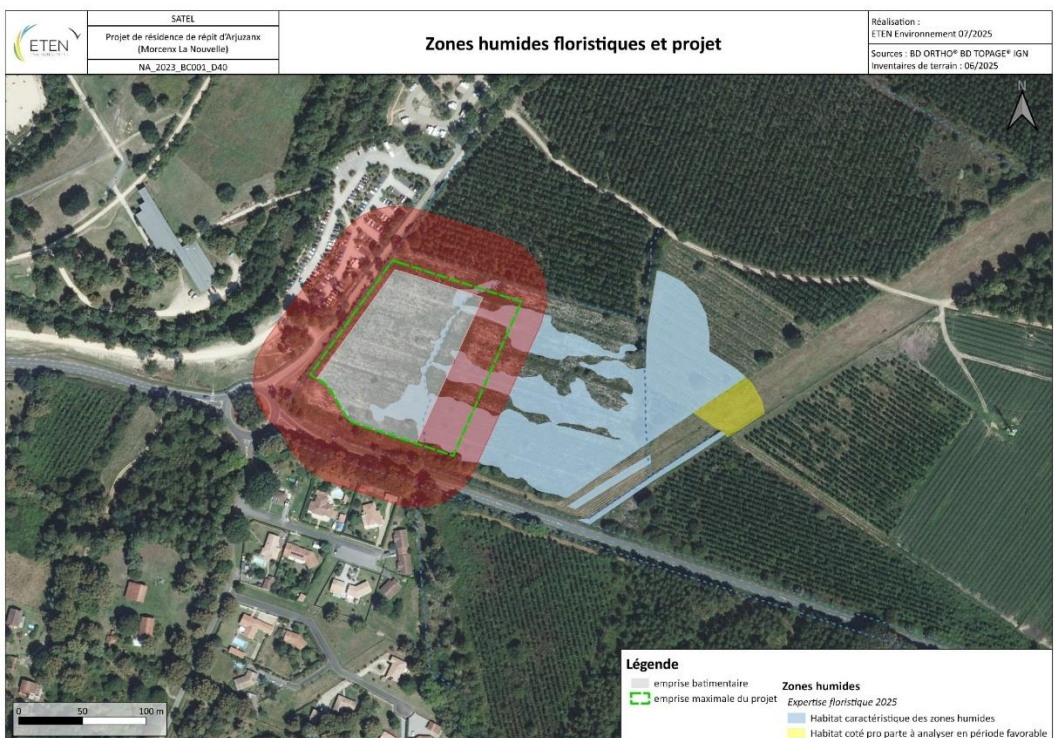 ETEN
SATEL
Projet de résidence de répit d'Arjuzanx
(Morcenx La Nouvelle)
NA_2023_BC001_D40
Zones humides floristiques et projet
Réalisation :
ETEN Environnement 07/2025
Sources : BD ORTHO® BD TOPAGE® IGN
Inventaires de terrain : 06/2025
N
0 50 100 m
Légende
emprise batimentaire
emprise maximale du projet
Zones humides
Expertise floristique 2025
Habitat caractéristique des zones humides
Habitat coté pro parte à analyser en période favorable